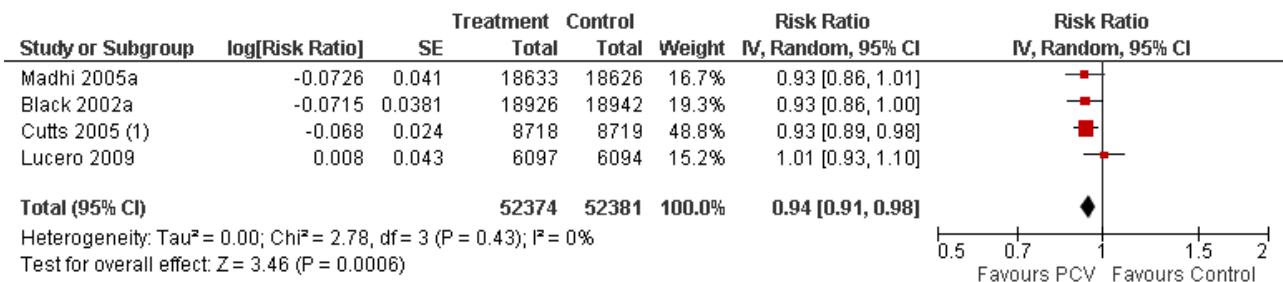 Treatment Control Risk Ratio Risk Ratio
Study or Subgroup log[Risk Ratio] SE Total Total Weight IV, Random, 95% CI IV, Random, 95% CI
Madhi 2005a -0.0726 0.041 18633 18626 16.7% 0.93 [0.86, 1.01]
Black 2002a -0.0715 0.0381 18926 18942 19.3% 0.93 [0.86, 1.00]
Cutts 2005 (1) -0.068 0.024 8718 8719 48.8% 0.93 [0.89, 0.98]
Lucero 2009 0.008 0.043 6097 6094 15.2% 1.01 [0.93, 1.10]
Total (95% CI) 52374 52381 100.0% 0.94 [0.91, 0.98]
Heterogeneity: Tau² = 0.00; Chi² = 2.78, df = 3 (P = 0.43); I² = 0%
Test for overall effect: Z = 3.46 (P = 0.0006)
0.5 0.7 1 1.5 2
Favours PCV Favours Control